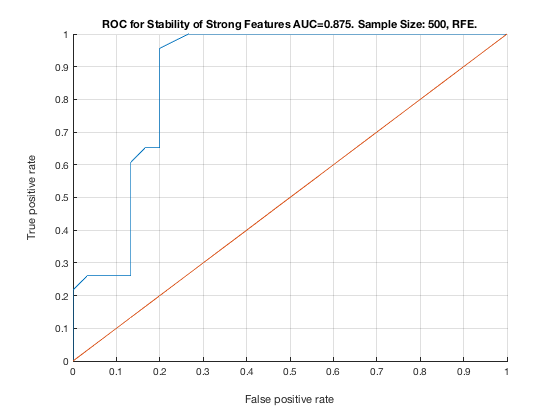 ROC for Stability of Strong Features AUC=0.875. Sample Size: 500, RFE.
1
0.9
0.8
0.7
0.6
0.5
0.4
0.3
0.2
0.1
0
True positive rate
0 0.1 0.2 0.3 0.4 0.5 0.6 0.7 0.8 0.9 1
False positive rate